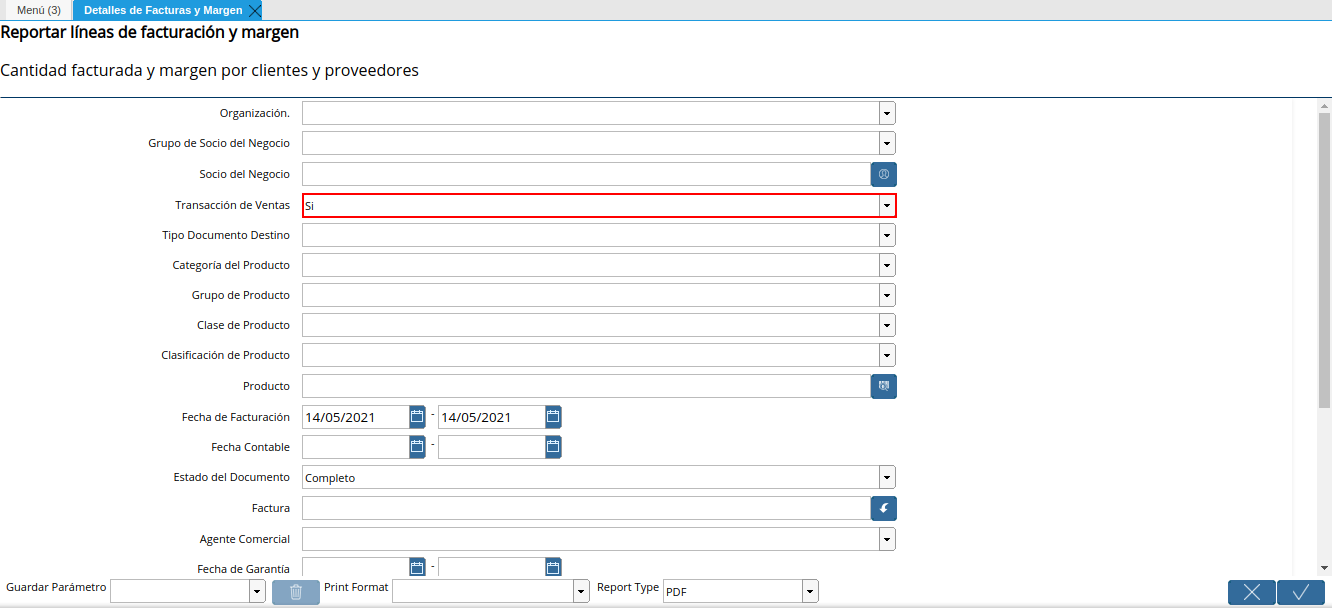 Menú (3) Detalles de Facturas y Margen
Reportar líneas de facturación y margen
Cantidad facturada y margen por clientes y proveedores
Organización.
Grupo de Socio del Negocio
Socio del Negocio
Transacción de Ventas Si
Tipo Documento Destino
Categoría del Producto
Grupo de Producto
Clase de Producto
Clasificación de Producto
Producto
Fecha de Facturación 14/05/2021 - 14/05/2021
Fecha Contable -
Estado del Documento Completo
Factura
Agente Comercial
Fecha de Garantía -
Guardar Parámetro Print Format Report Type PDF